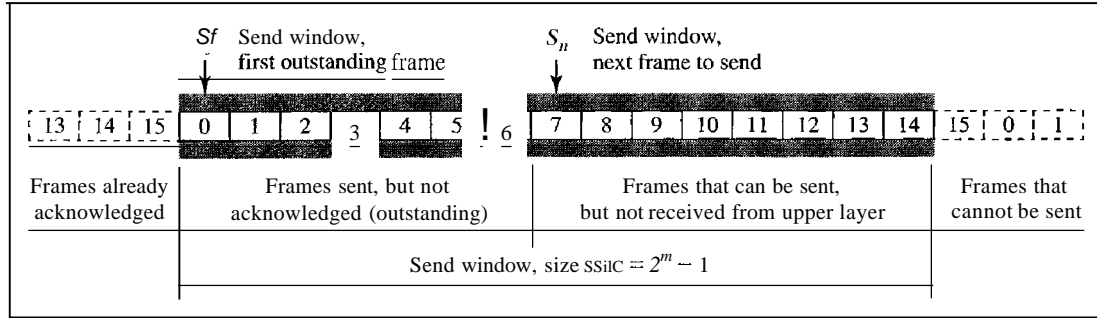 Sf Send window, Sn Send window,
first outstanding frame next frame to send
13 14 15 0 1 2 3 4 5 ! 6 7 8 9 10 11 12 13 14 15 0 1
Frames already Frames sent, but not Frames that can be sent, Frames that
acknowledged acknowledged (outstanding) but not received from upper layer cannot be sent
Send window, size SSiIC = 2^m − 1